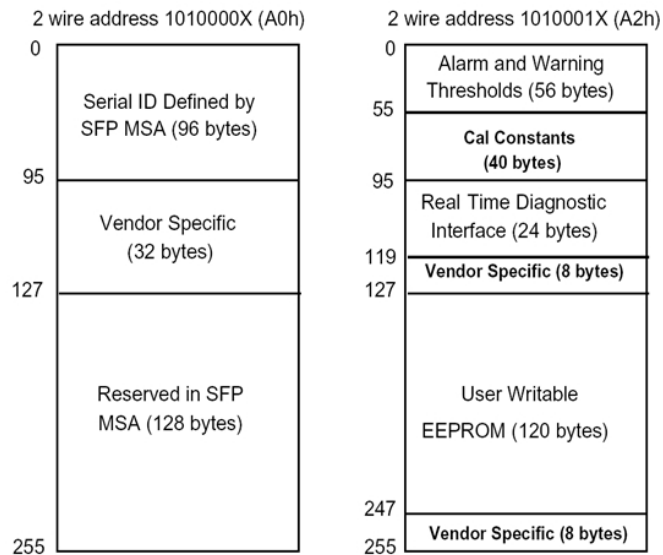 2 wire address 1010000X (A0h)
0
Serial ID Defined by
SFP MSA (96 bytes)
95
Vendor Specific
(32 bytes)
127
Reserved in SFP
MSA (128 bytes)
255
2 wire address 1010001X (A2h)
0
Alarm and Warning
Thresholds (56 bytes)
55
Cal Constants
(40 bytes)
95
Real Time Diagnostic
Interface (24 bytes)
119
Vendor Specific (8 bytes)
127
User Writable
EEPROM (120 bytes)
247
Vendor Specific (8 bytes)
255